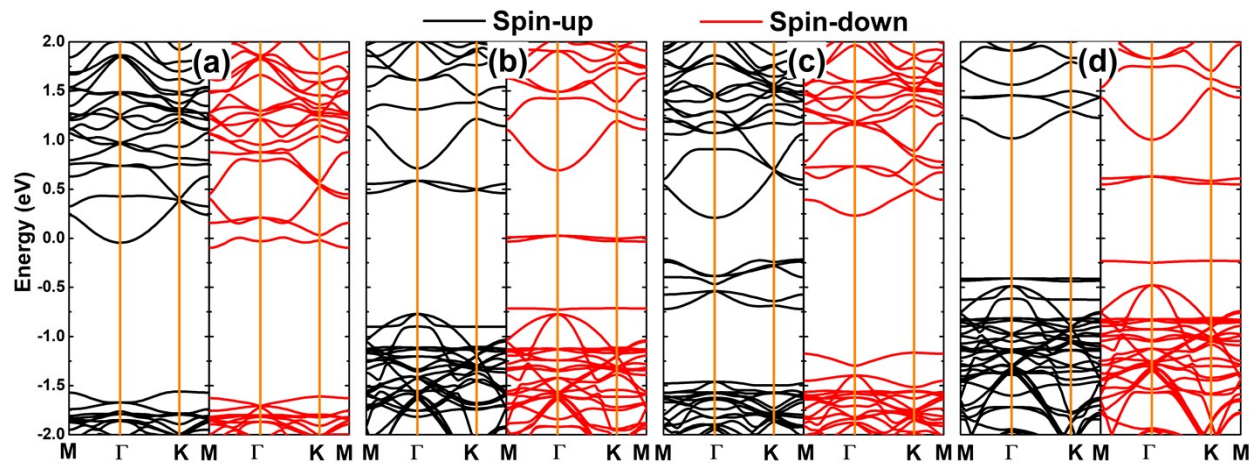 Spin-up Spin-down
(a) (b) (c) (d)
Energy (eV)
2.0
1.5
1.0
0.5
0.0
-0.5
-1.0
-1.5
-2.0
M Γ K M Γ K M M Γ K M Γ K M M Γ K M Γ K M M Γ K M Γ K M